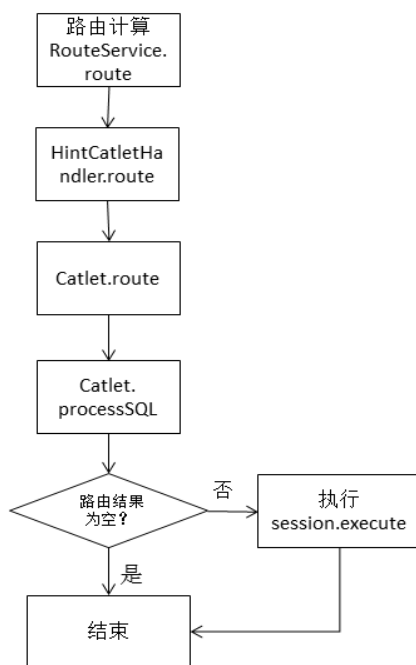 路由计算
RouteService.
route
HintCatletHa
ndler.route
Catlet.route
Catlet.
processSQL
路由结果
为空?
否
执行
session.execute
是
结束